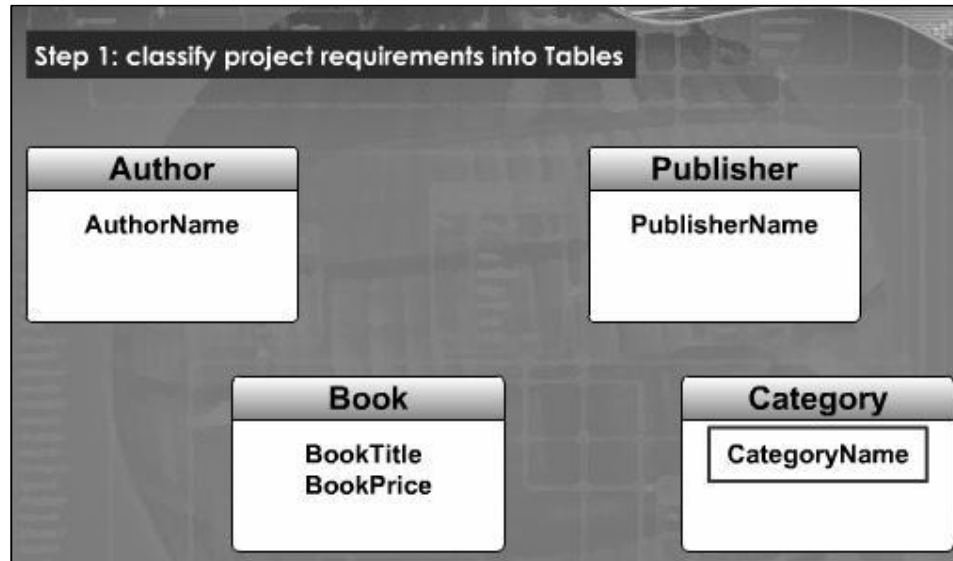 Step 1: classify project requirements into Tables
Author
AuthorName
Publisher
PublisherName
Book
BookTitle
BookPrice
Category
CategoryName